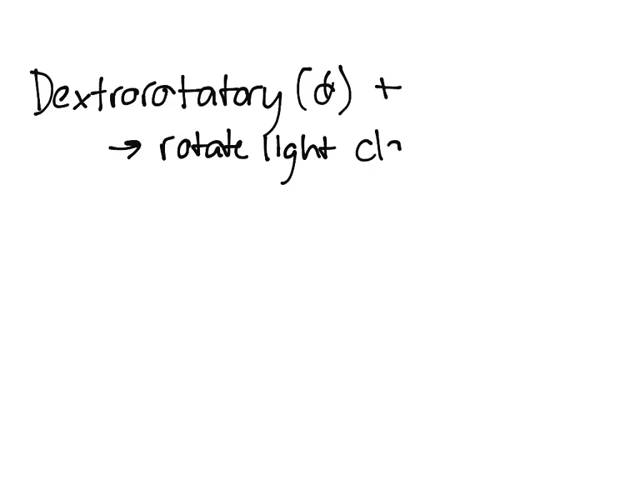 Dextrorotatory (d) +
→ rotate light cl